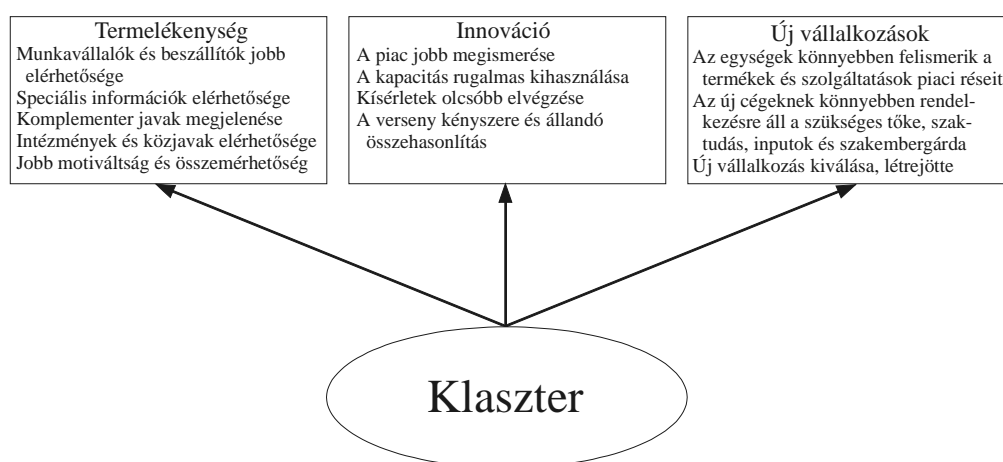 Termelékenység
Munkavállalók és beszállítók jobb
elérhetősége
Speciális információk elérhetősége
Komplementer javak megjelenése
Intézmények és közjavak elérhetősége
Jobb motiváltság és összemérhetőség
Innováció
A piac jobb megismerése
A kapacitás rugalmas kihasználása
Kísérletek olcsóbb elvégzése
A verseny kényszere és állandó
összehasonlítás
Új vállalkozások
Az egységek könnyebben felismerik a
termékek és szolgáltatások piaci réseit
Az új cégeknek könnyebben rendel-
kezésre áll a szükséges tőke, szak-
tudás, inputok és szakembergárda
Új vállalkozás kiválása, létrejötte
Klaszter